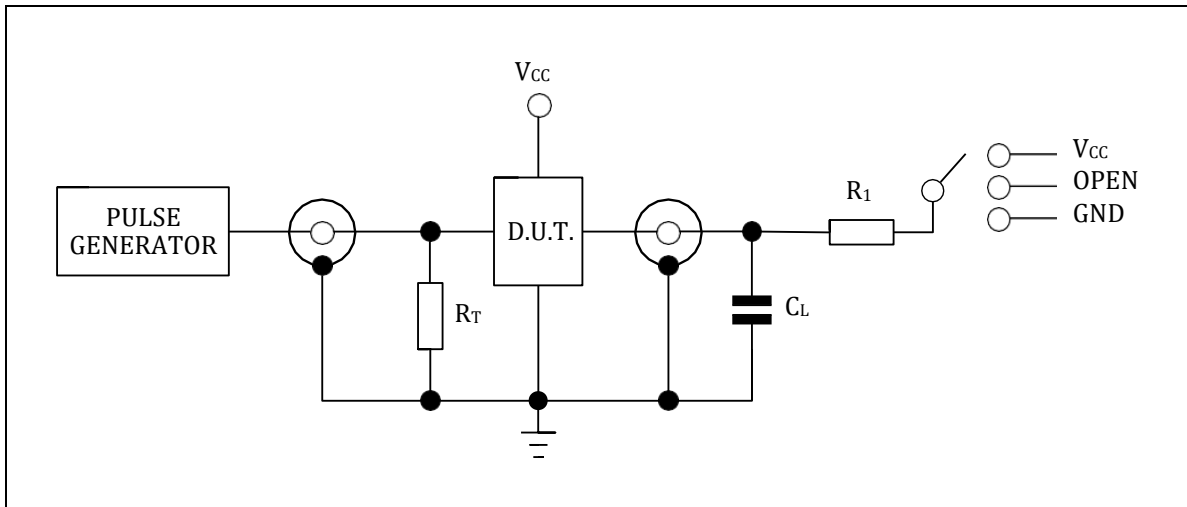 VCC
PULSE
GENERATOR
D.U.T.
RT
CL
R1
VCC
OPEN
GND